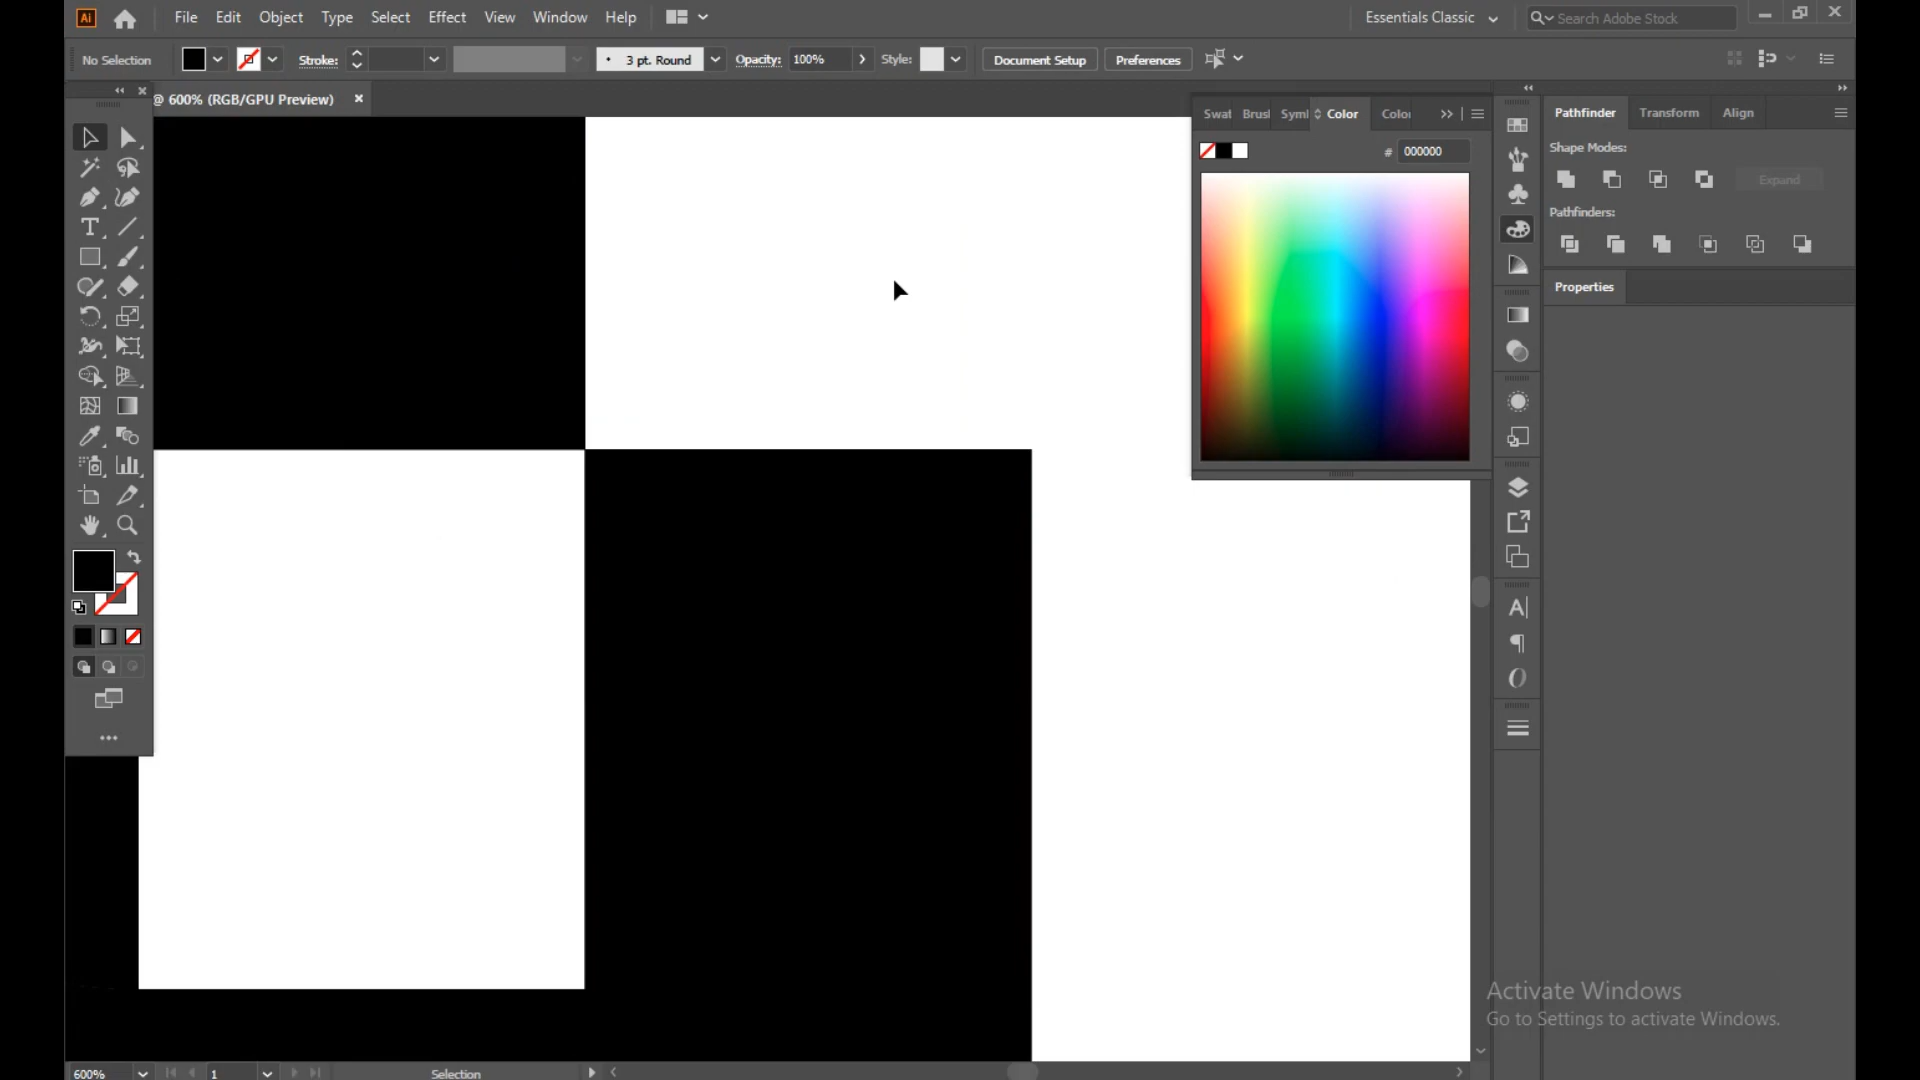 Ai File Edit Object Type Select Effect View Window Help Essentials Classic Search Adobe Stock
No Selection Stroke: 3 pt. Round Opacity: 100% Style: Document Setup Preferences
@ 600% (RGB/GPU Preview)
Swat Brus Syml Color Color
# 000000
Pathfinder Transform Align
Shape Modes:
Expand
Pathfinders:
Properties
Activate Windows
Go to Settings to activate Windows.
600% 1 Selection